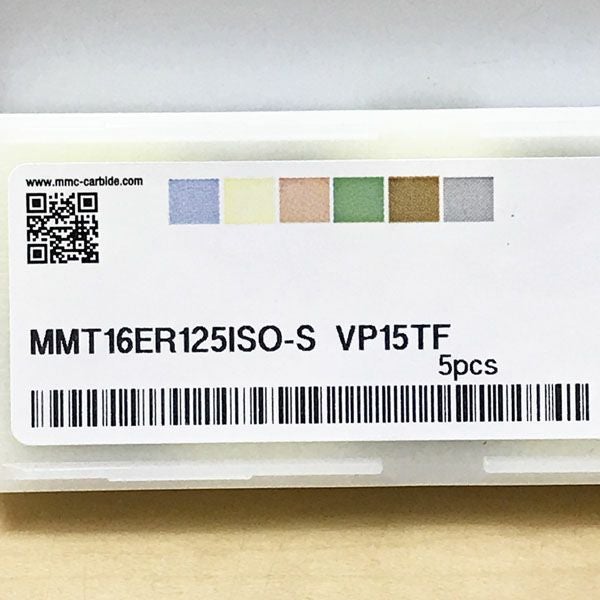 www.mmc-carbide.com
MMT16ER125ISO-S VP15TF
5pcs